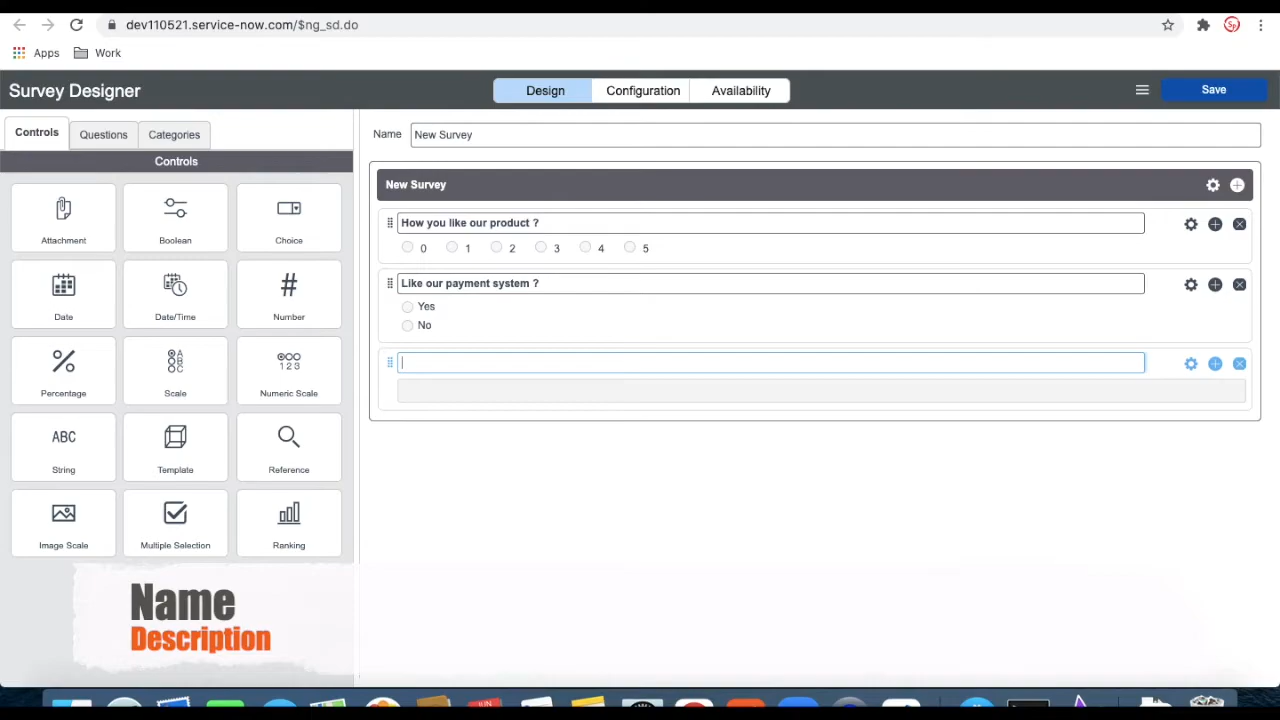 dev110521.service-now.com/$ng_sd.do
Apps Work
Survey Designer
Design Configuration Availability
Save
Controls Questions Categories
Controls
Attachment Boolean Choice
Date Date/Time Number
Percentage Scale Numeric Scale
ABC
String Template Reference
Image Scale Multiple Selection Ranking
Name New Survey
New Survey
How you like our product ?
0 1 2 3 4 5
Like our payment system ?
Yes
No
Name
Description